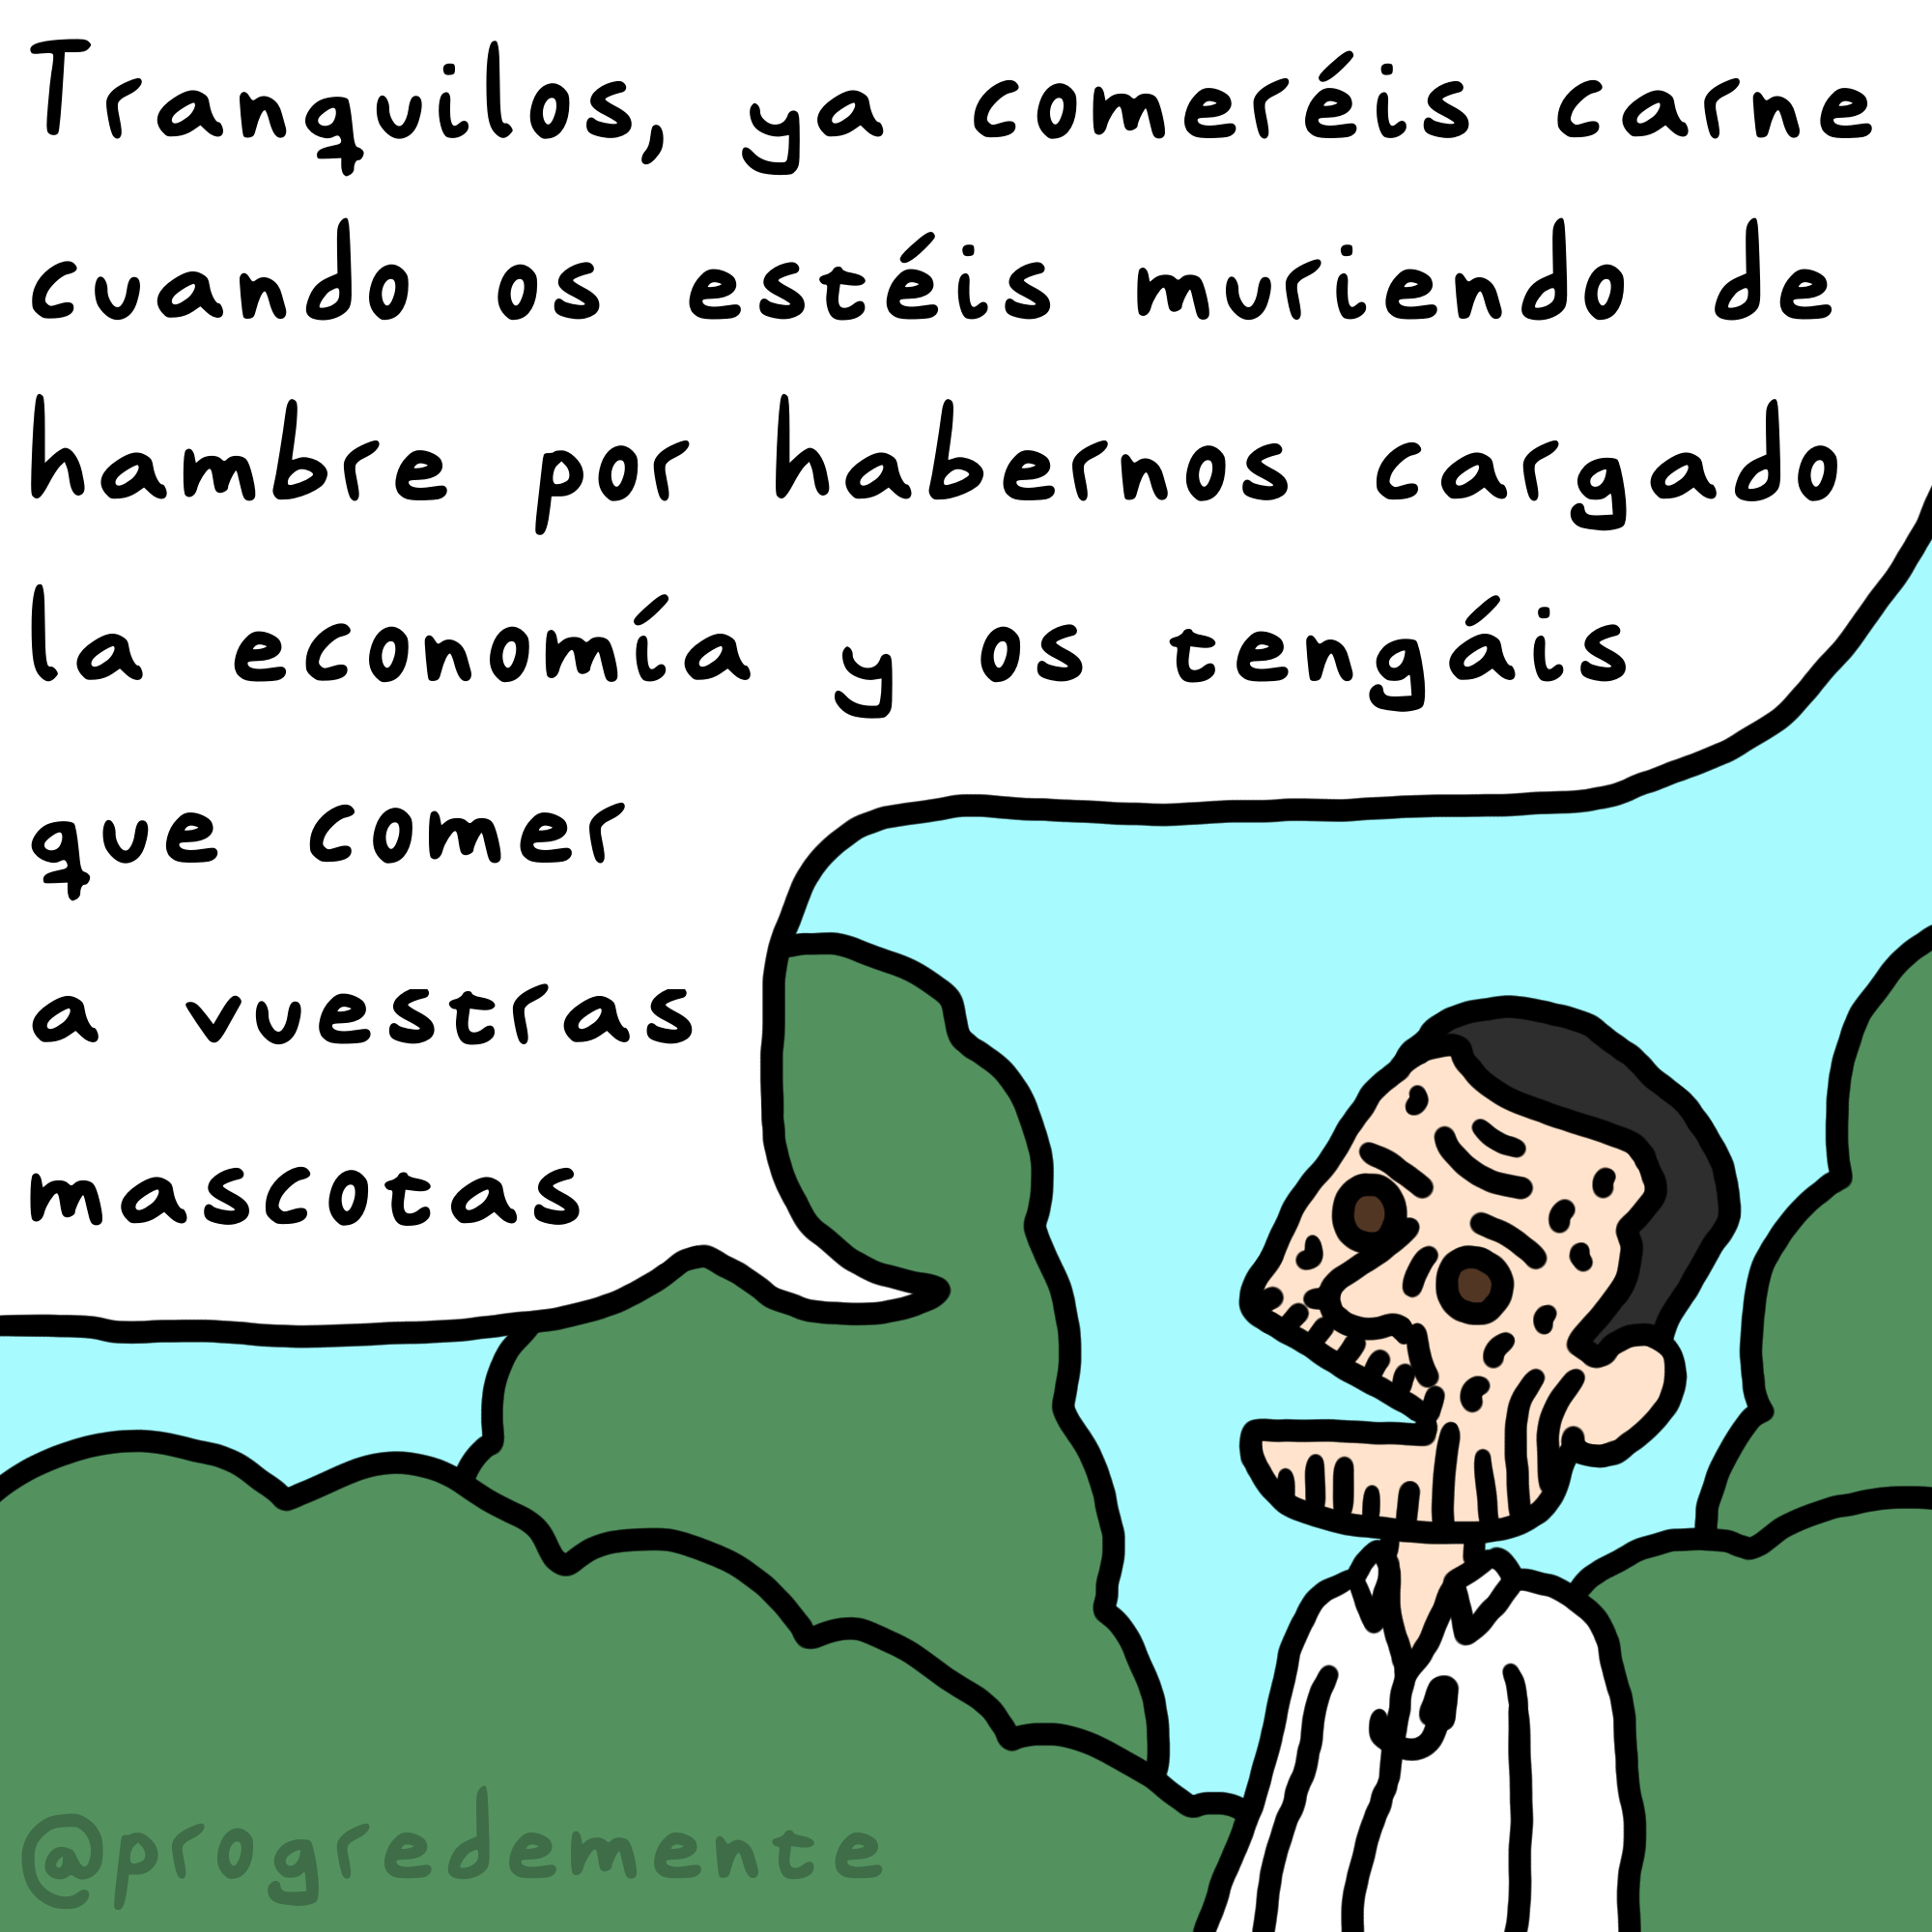 Tranquilos, ya comeréis carne
cuando os estéis muriendo de
hambre por habernos cargado
la economía y os tengáis
que comer
a vuestras
mascotas
@progredemente